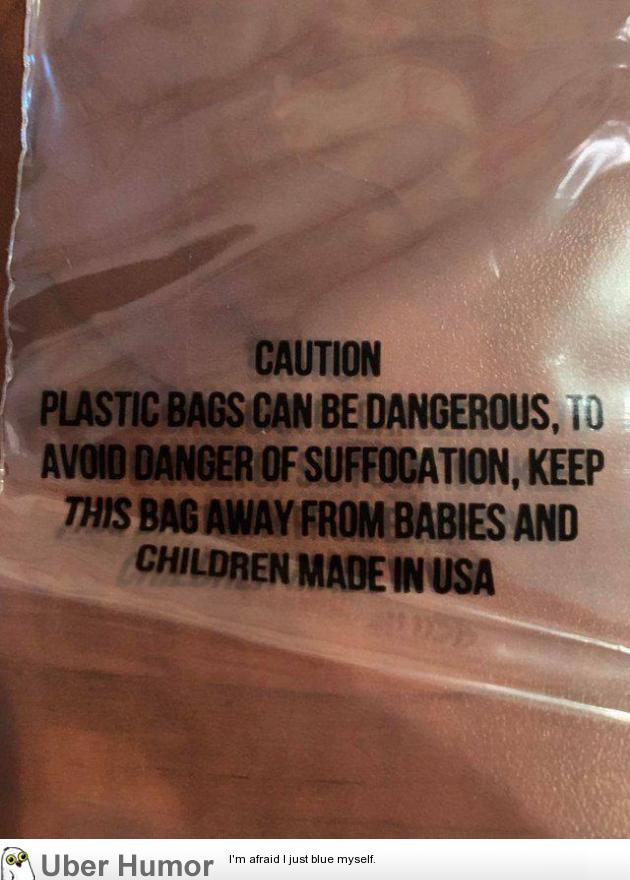 CAUTION
PLASTIC BAGS CAN BE DANGEROUS, TO
AVOID DANGER OF SUFFOCATION, KEEP
THIS BAG AWAY FROM BABIES AND
CHILDREN MADE IN USA
Uber Humor
I'm afraid I just blue myself.